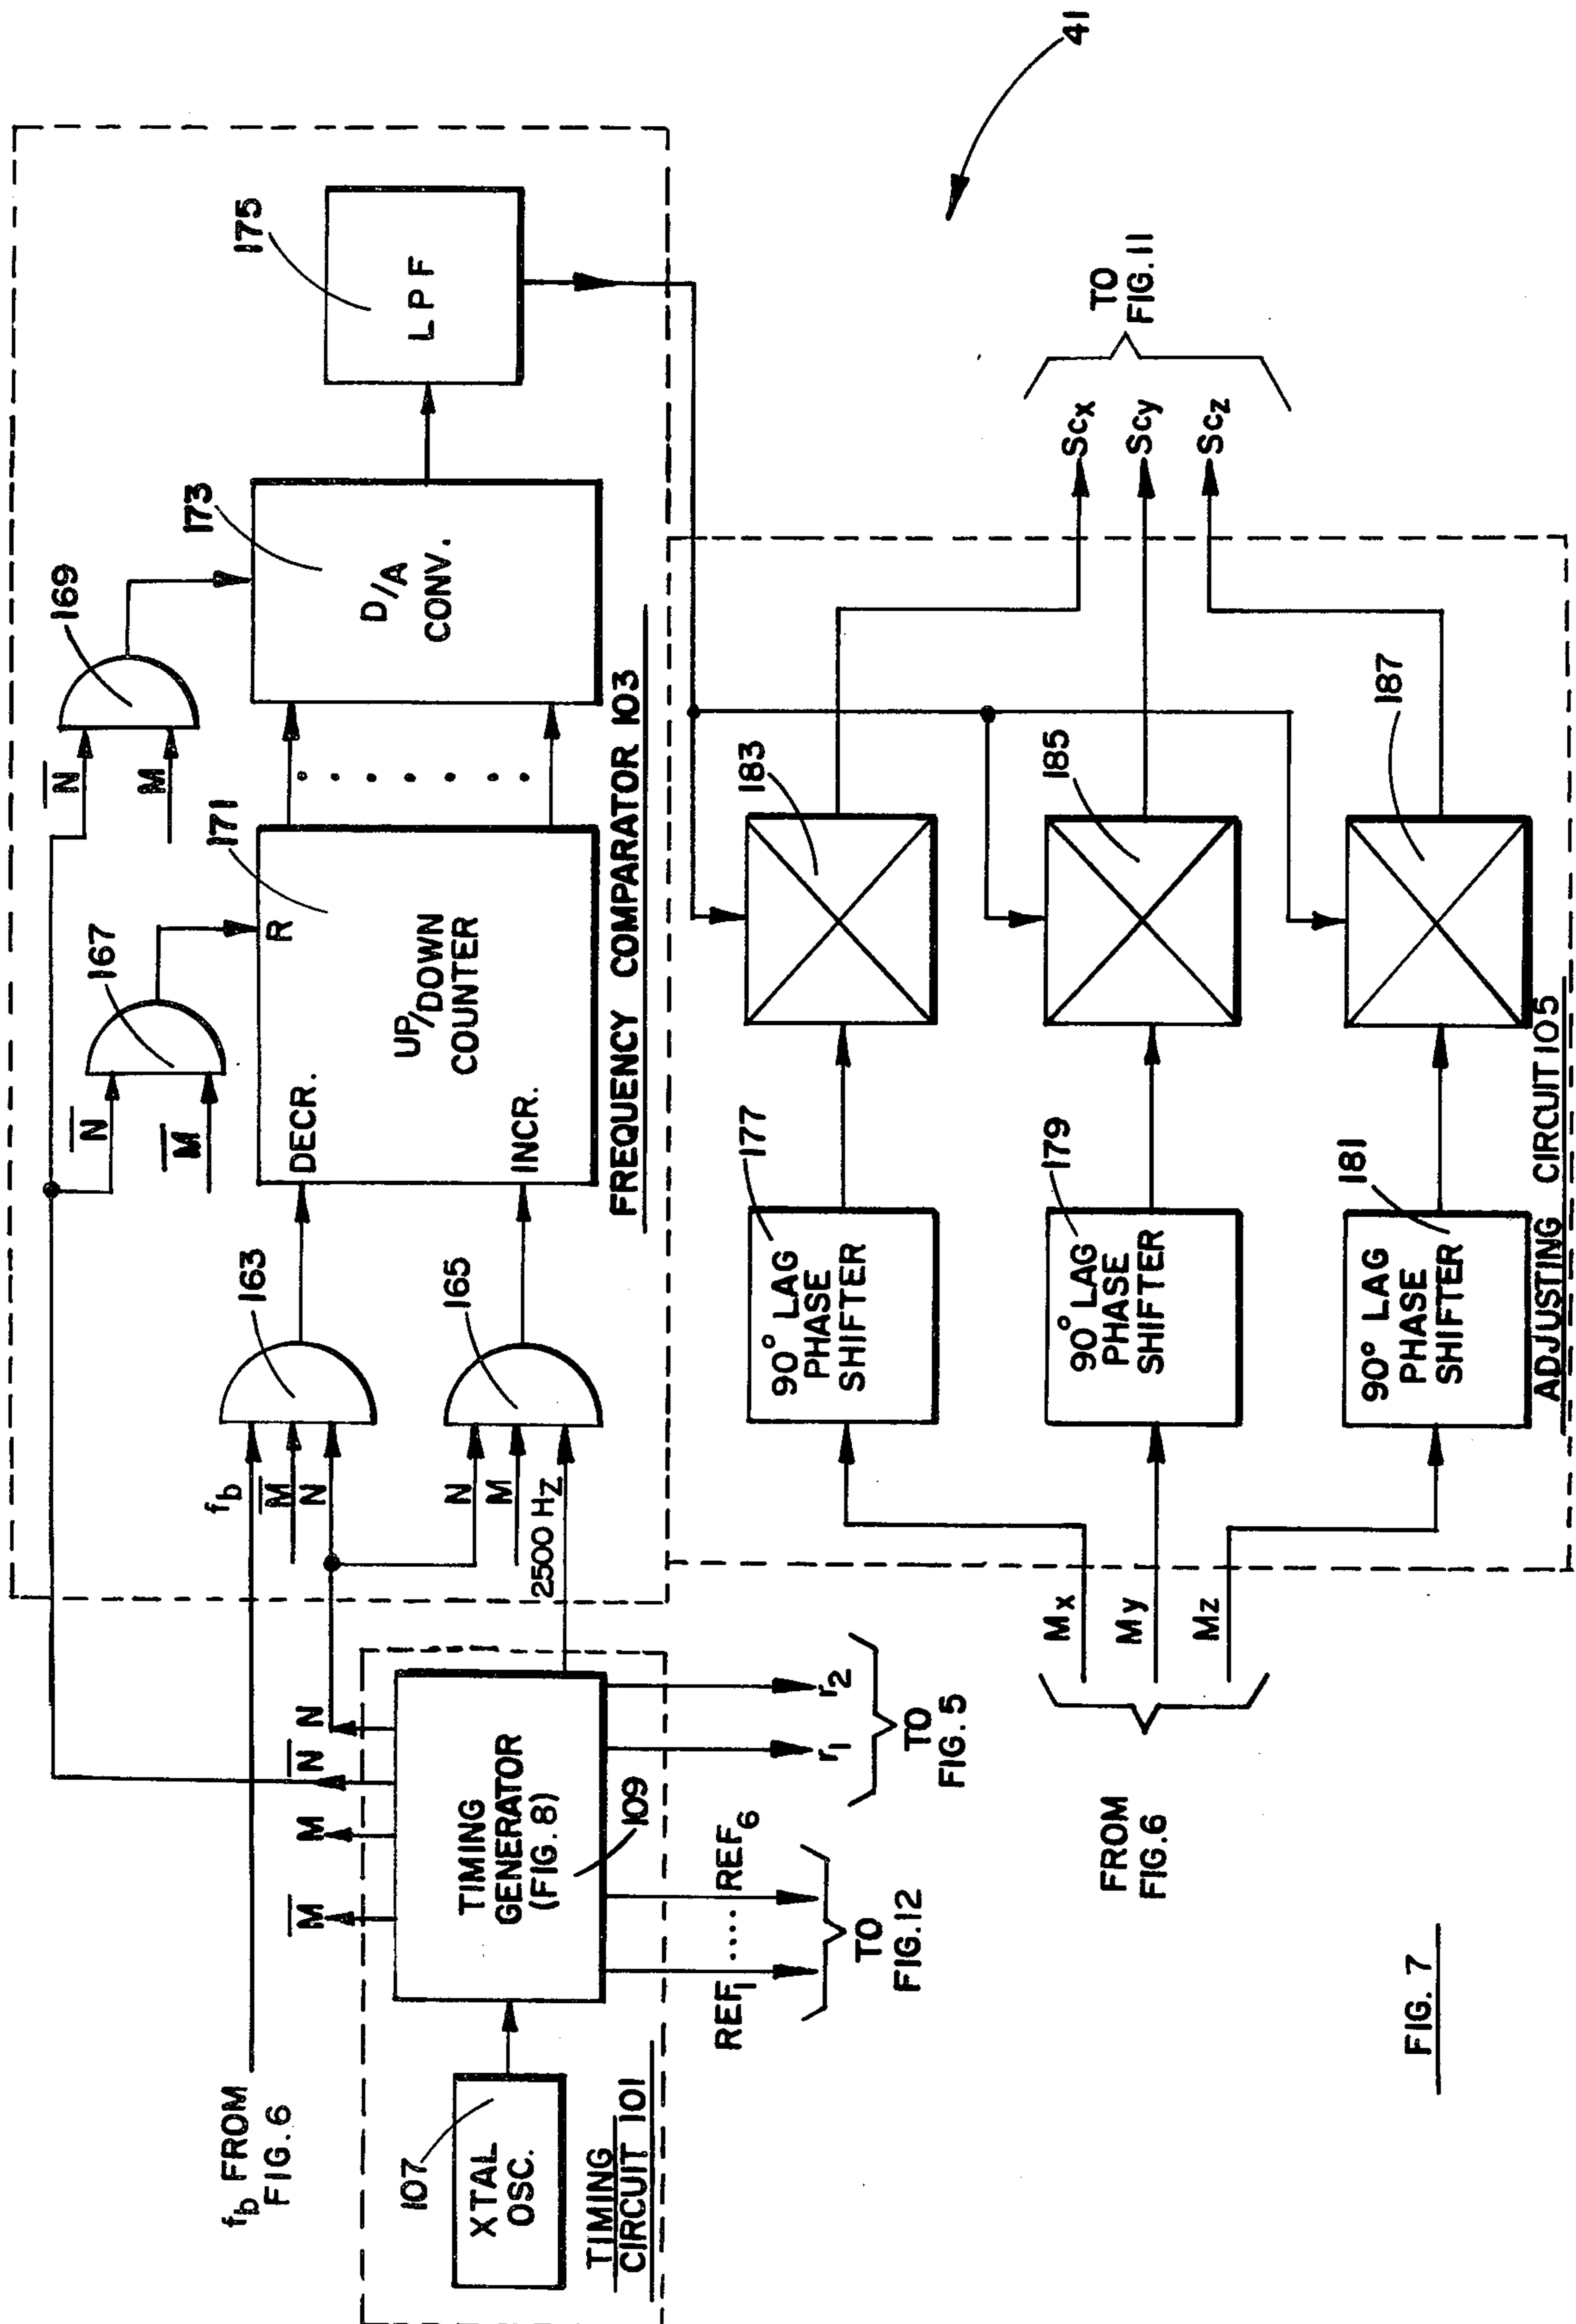 41
175
LPF
173
D/A
CONV.
169
N̅
M
171
R
UP/DOWN
COUNTER
DECR.
INCR.
167
N̅
M̅
FREQUENCY COMPARATOR 103
163
165
fb
M̅
N
N
M
2500 HZ
fb FROM
FIG. 6
M̅
M
N̅
N
TIMING
GENERATOR
(FIG. 8)
109
107
XTAL
OSC.
TIMING
CIRCUIT 101
REF1 .... REF6
TO
FIG.12
r1
r2
TO
FIG. 5
FROM
FIG.6
Mx
My
Mz
177
90° LAG
PHASE
SHIFTER
179
90° LAG
PHASE
SHIFTER
181
90° LAG
PHASE
SHIFTER
183
185
187
ADJUSTING CIRCUIT 105
Scx
Scy
Scz
TO
FIG. 11
FIG. 7